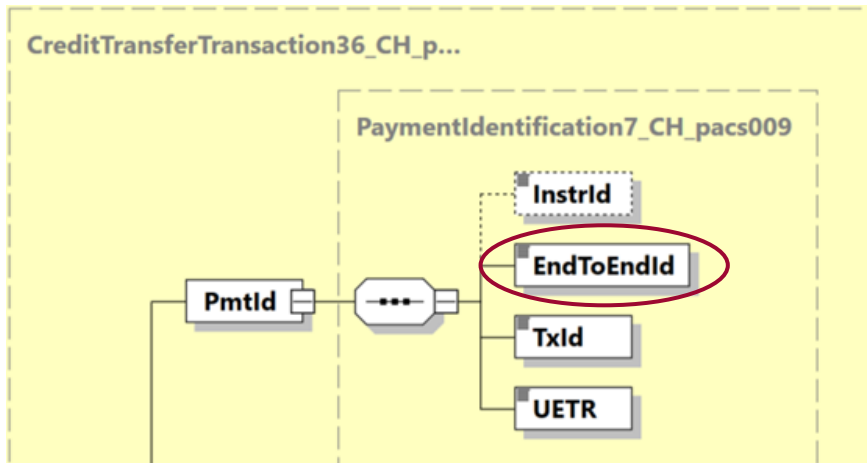 CreditTransferTransaction36_CH_p...
PaymentIdentification7_CH_pacs009
InstrId
EndToEndId
PmtId
TxId
UETR